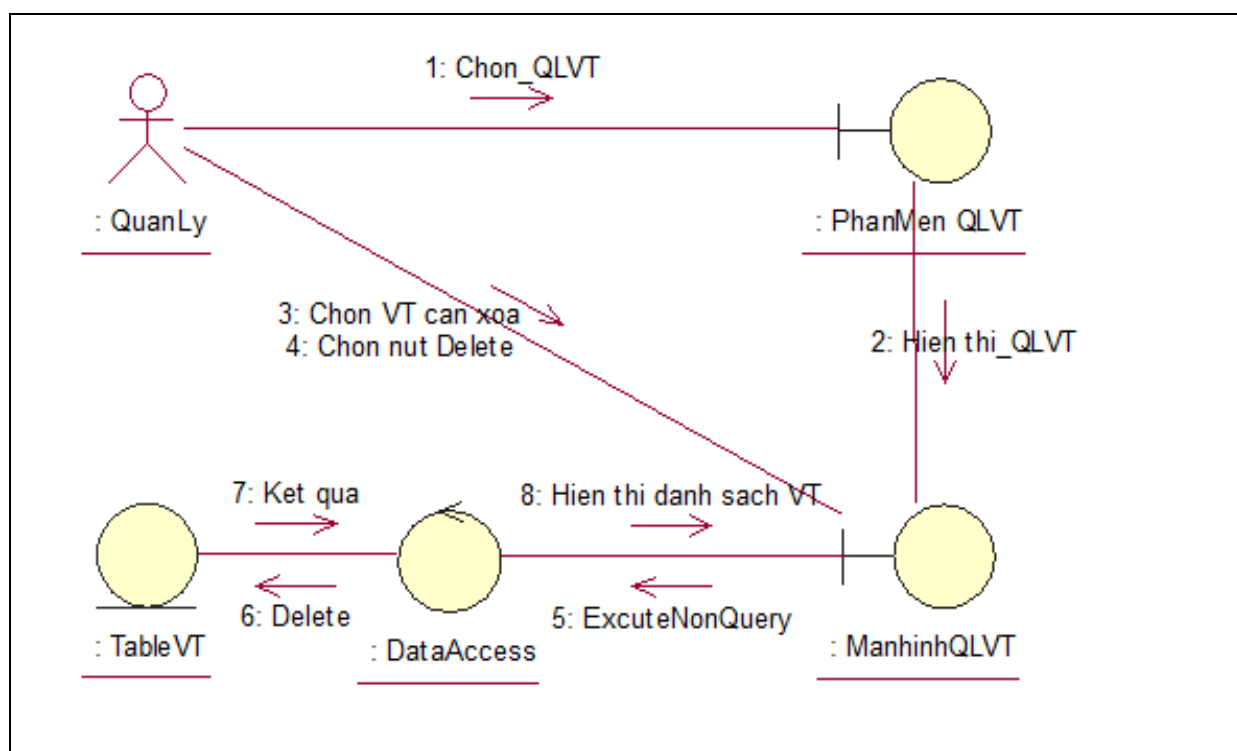 1: Chon_QLVT
: QuanLy
: PhanMen QLVT
3: Chon VT can xoa
4: Chon nut Delete
2: Hien thi_QLVT
7: Ket qua
8: Hien thi danh sach VT
6: Delete
5: ExcuteNonQuery
: TableVT
: DataAccess
: ManhinhQLVT